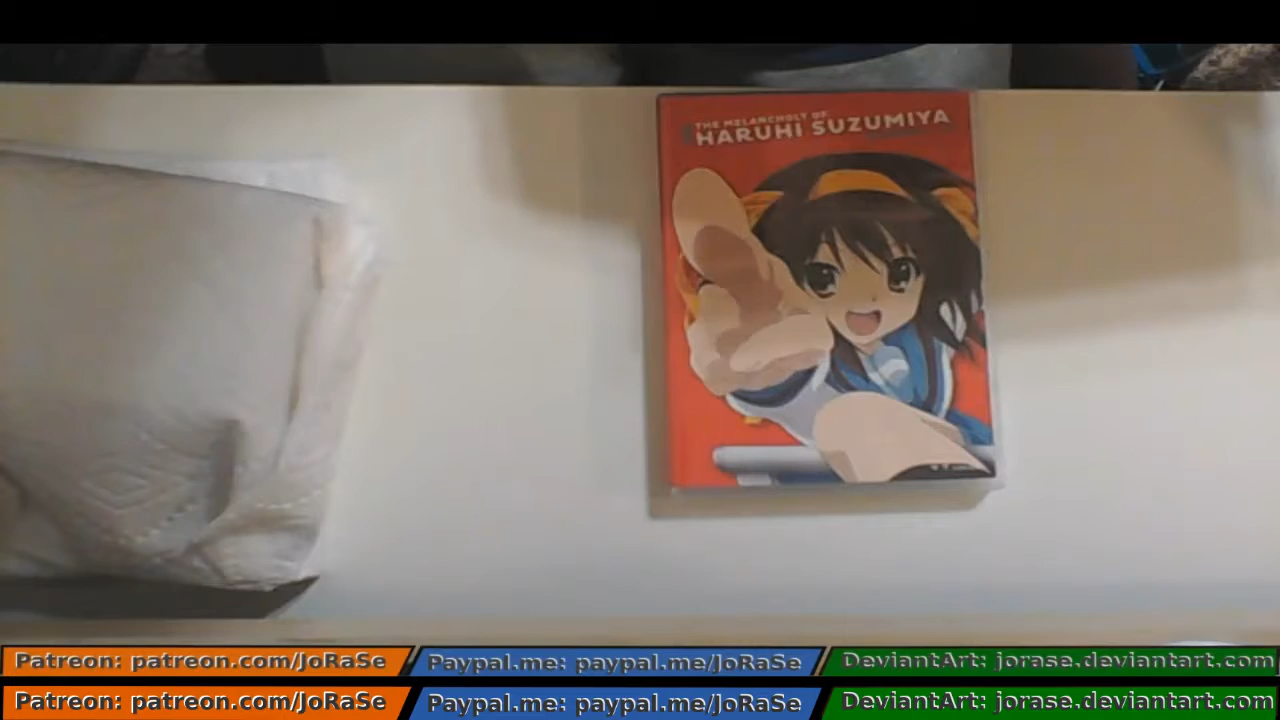 THE MELANCHOLY OF
HARUHI SUZUMIYA
Patreon: patreon.com/JoRaSe
Paypal.me: paypal.me/JoRaSe
DeviantArt: jorase.deviantart.com
Patreon: patreon.com/JoRaSe
Paypal.me: paypal.me/JoRaSe
DeviantArt: jorase.deviantart.com